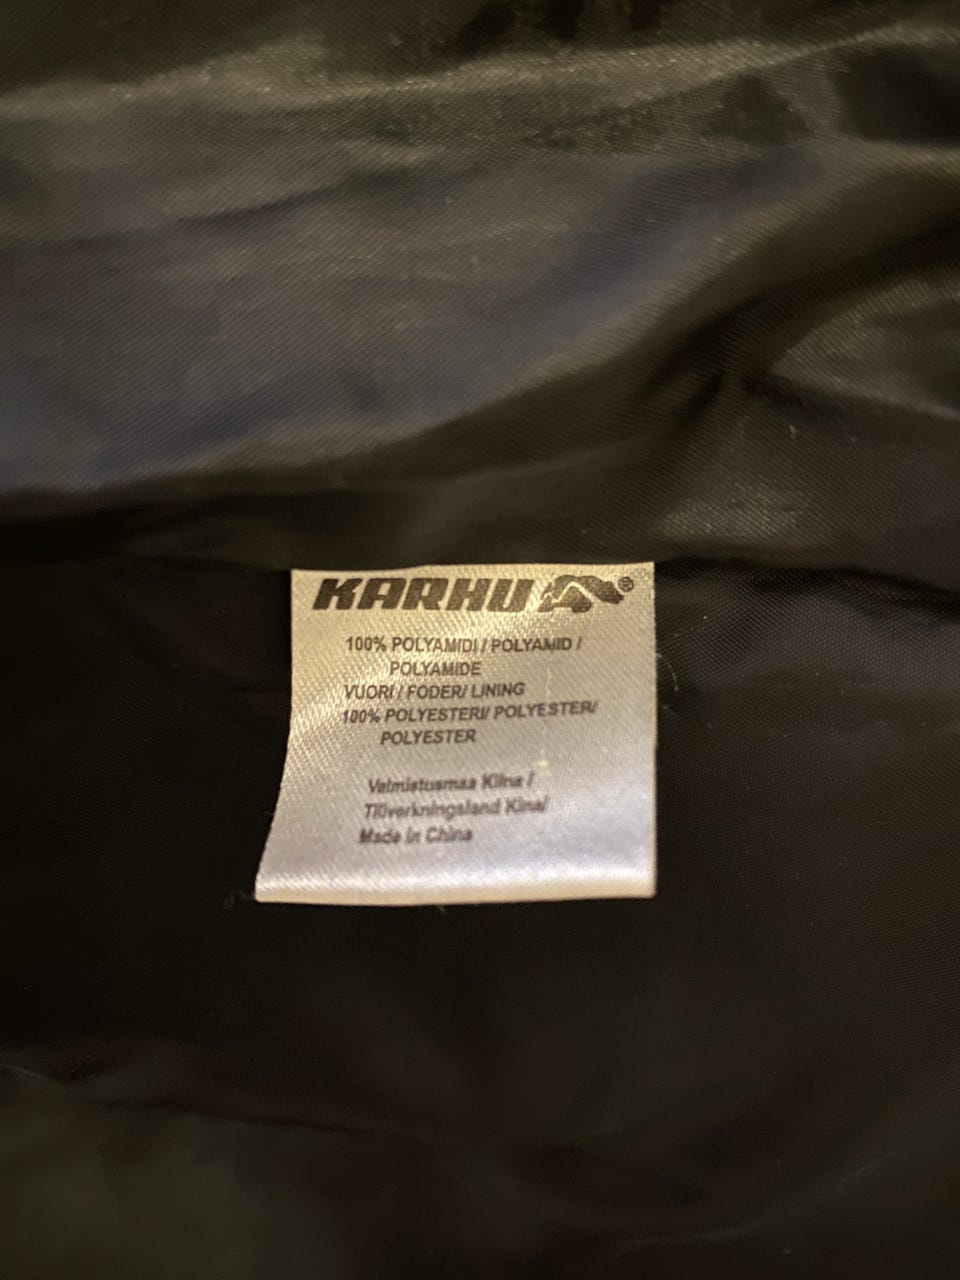 KARHU ®
100% POLYAMIDI / POLYAMID /
POLYAMIDE
VUORI / FODER/ LINING
100% POLYESTERI/ POLYESTER/
POLYESTER
Valmistusmaa Kiina /
Tillverkningsland Kina/
Made in China